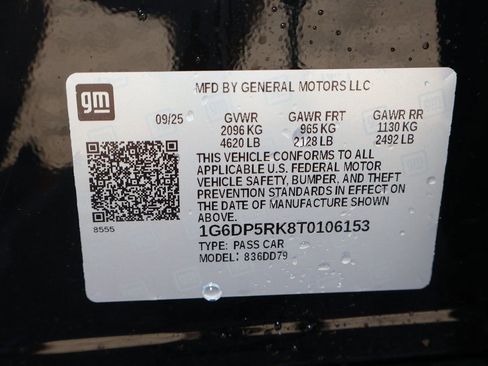 gm
MFD BY GENERAL MOTORS LLC
09/25 GVWR GAWR FRT GAWR RR
2096 KG 965 KG 1130 KG
4620 LB 2128 LB 2492 LB
THIS VEHICLE CONFORMS TO ALL
APPLICABLE U.S. FEDERAL MOTOR
VEHICLE SAFETY, BUMPER, AND THEFT
PREVENTION STANDARDS IN EFFECT ON
THE DATE OF MANUFACTURE SHOWN
ABOVE.
8555
1G6DP5RK8T0106153
TYPE: PASS CAR
MODEL: 836DD79